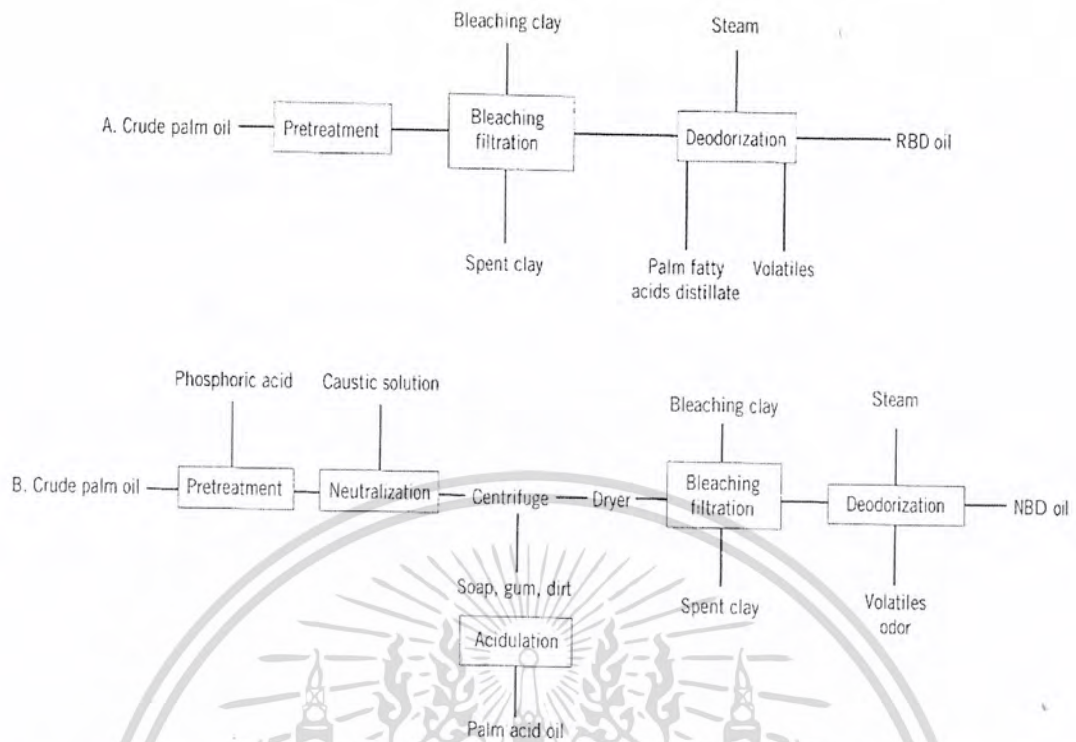 Bleaching clay
Steam
A. Crude palm oil
Pretreatment
Bleaching
filtration
Deodorization
RBD oil
Spent clay
Palm fatty
acids distillate
Volatiles
Phosphoric acid
Caustic solution
Bleaching clay
Steam
B. Crude palm oil
Pretreatment
Neutralization
Centrifuge
Dryer
Bleaching
filtration
Deodorization
NBD oil
Soap, gum, dirt
Spent clay
Volatiles
odor
Acidulation
Palm acid oil